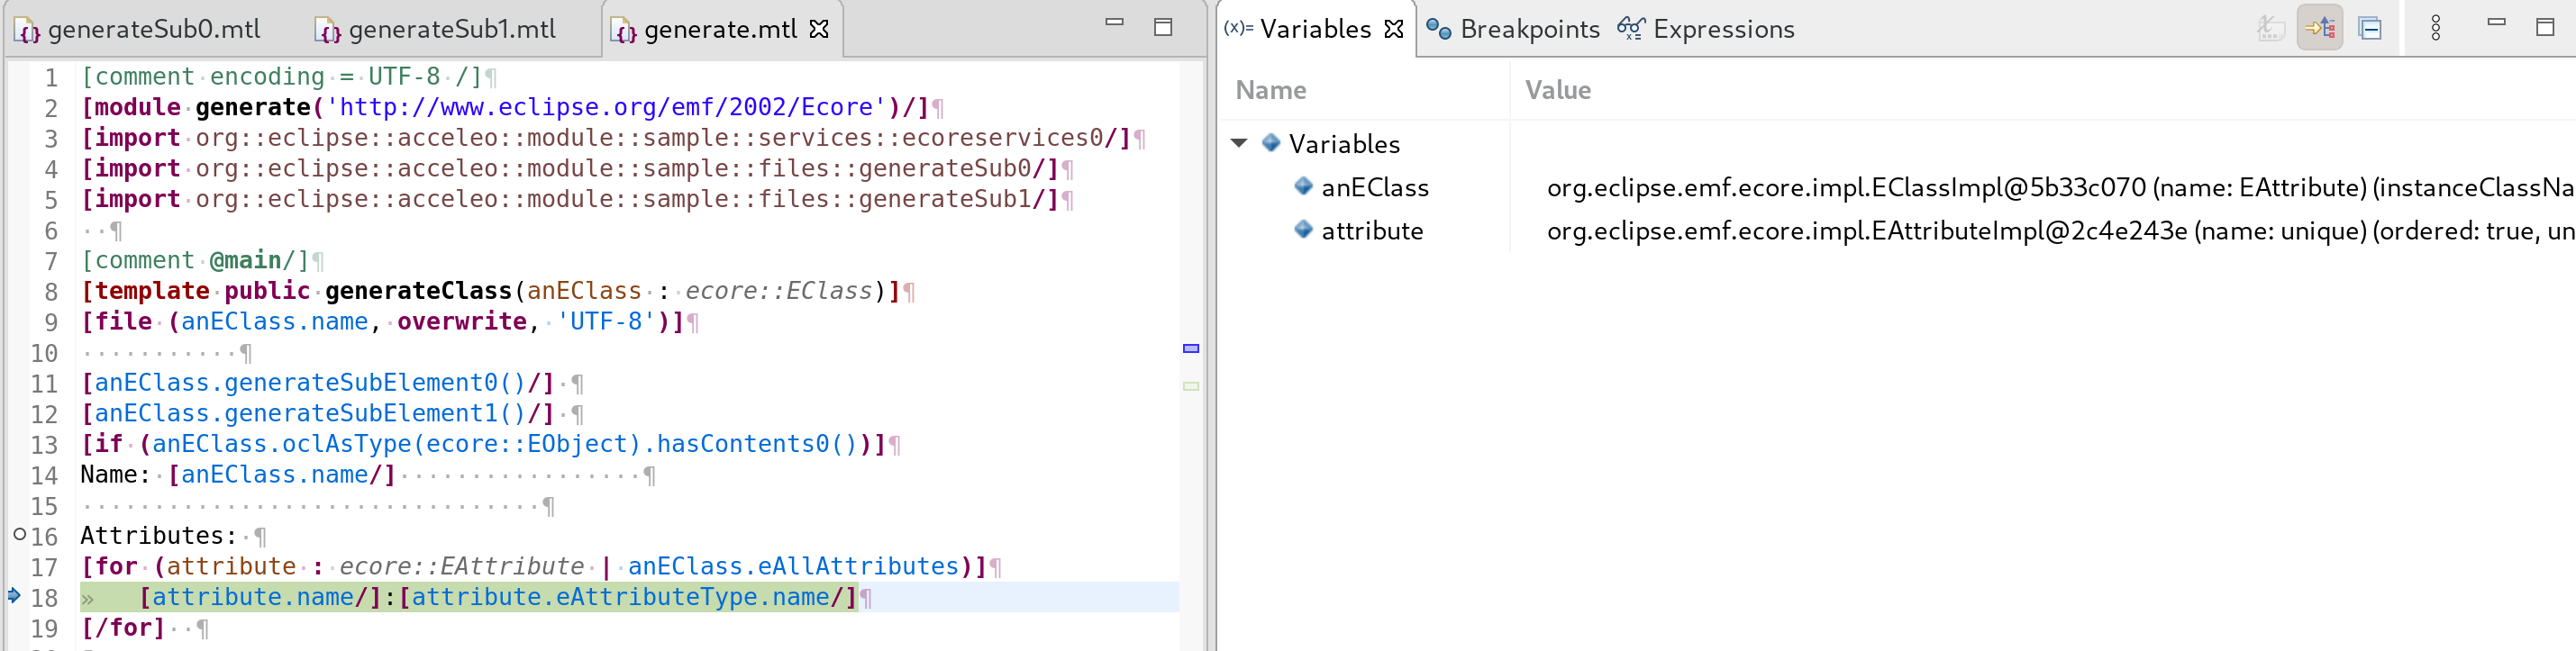 generateSub0.mtl generateSub1.mtl generate.mtl
1 [comment encoding = UTF-8 /]¶
2 [module generate('http://www.eclipse.org/emf/2002/Ecore')/]¶
3 [import org::eclipse::acceleo::module::sample::services::ecoreservices0/]¶
4 [import org::eclipse::acceleo::module::sample::files::generateSub0/]¶
5 [import org::eclipse::acceleo::module::sample::files::generateSub1/]¶
6 ¶
7 [comment @main/]¶
8 [template public generateClass(anEClass : ecore::EClass)]¶
9 [file (anEClass.name, overwrite, 'UTF-8')]¶
10 ¶
11 [anEClass.generateSubElement0()/] ¶
12 [anEClass.generateSubElement1()/] ¶
13 [if (anEClass.oclAsType(ecore::EObject).hasContents0())]¶
14 Name: [anEClass.name/] ¶
15 ¶
16 Attributes: ¶
17 [for (attribute : ecore::EAttribute | anEClass.eAllAttributes)]¶
18 » [attribute.name/]:[attribute.eAttributeType.name/]¶
19 [/for] ¶
(x)= Variables Breakpoints Expressions
Name Value
Variables
anEClass org.eclipse.emf.ecore.impl.EClassImpl@5b33c070 (name: EAttribute) (instanceClassNa
attribute org.eclipse.emf.ecore.impl.EAttributeImpl@2c4e243e (name: unique) (ordered: true, un